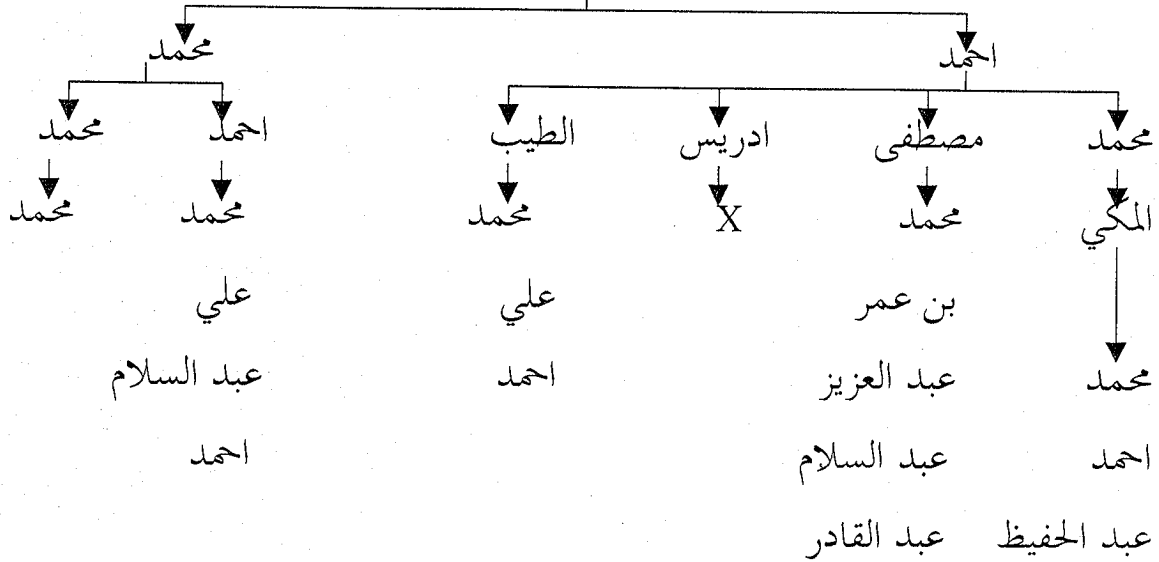 احمد محمد
محمد مصطفى ادريس الطيب احمد محمد
المكي محمد X محمد محمد محمد
بن عمر علي علي
محمد عبد العزيز احمد عبد السلام
احمد عبد السلام احمد
عبد الحفيظ عبد القادر